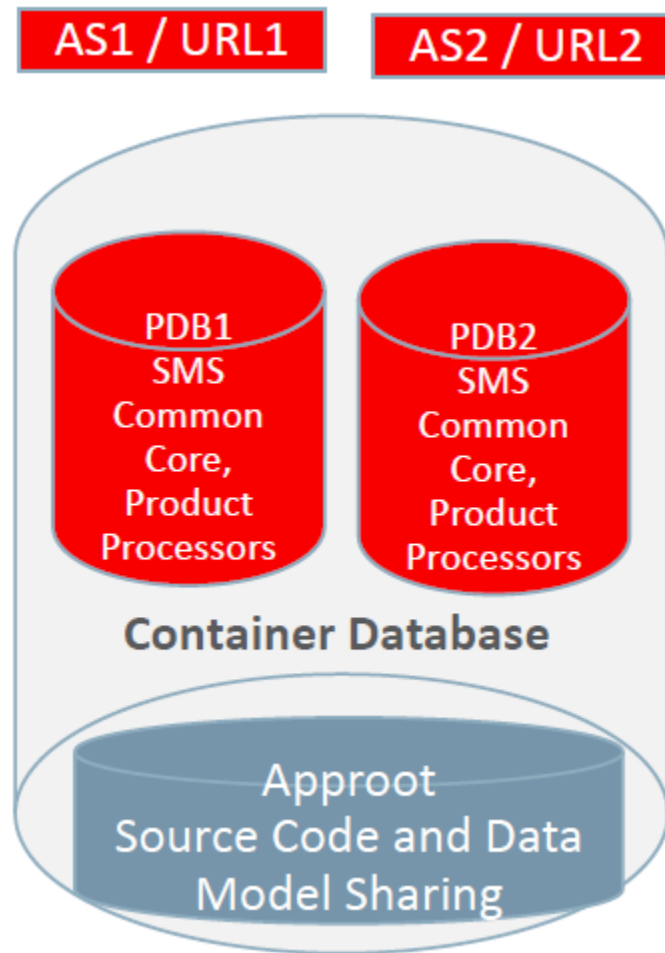 AS1 / URL1
AS2 / URL2
PDB1
SMS
Common
Core,
Product
Processors
PDB2
SMS
Common
Core,
Product
Processors
Container Database
Approot
Source Code and Data
Model Sharing